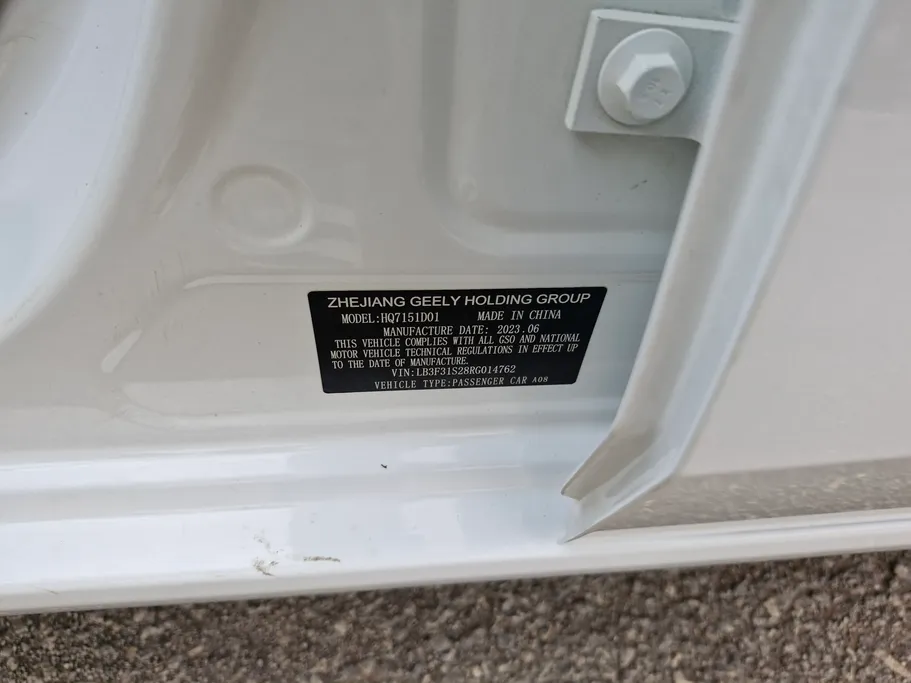 ZHEJIANG GEELY HOLDING GROUP
MODEL:HQ7151D01 MADE IN CHINA
MANUFACTURE DATE: 2023.06
THIS VEHICLE COMPLIES WITH ALL GSO AND NATIONAL
MOTOR VEHICLE TECHNICAL REGULATIONS IN EFFECT UP
TO THE DATE OF MANUFACTURE.
VIN:LB3F31S28RG014762
VEHICLE TYPE:PASSENGER CAR A08